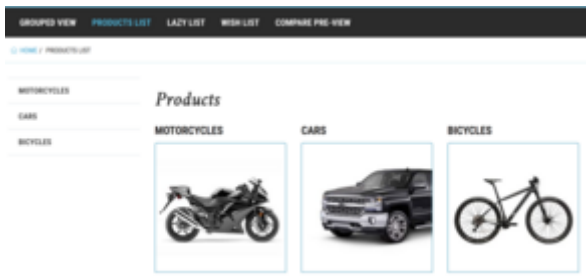 GROUPED VIEW PRODUCTS LIST LAZY LIST WISH LIST COMPARE PRE-VIEW
HOME / PRODUCTS LIST
MOTORCYCLES
CARS
BICYCLES
Products
MOTORCYCLES CARS BICYCLES